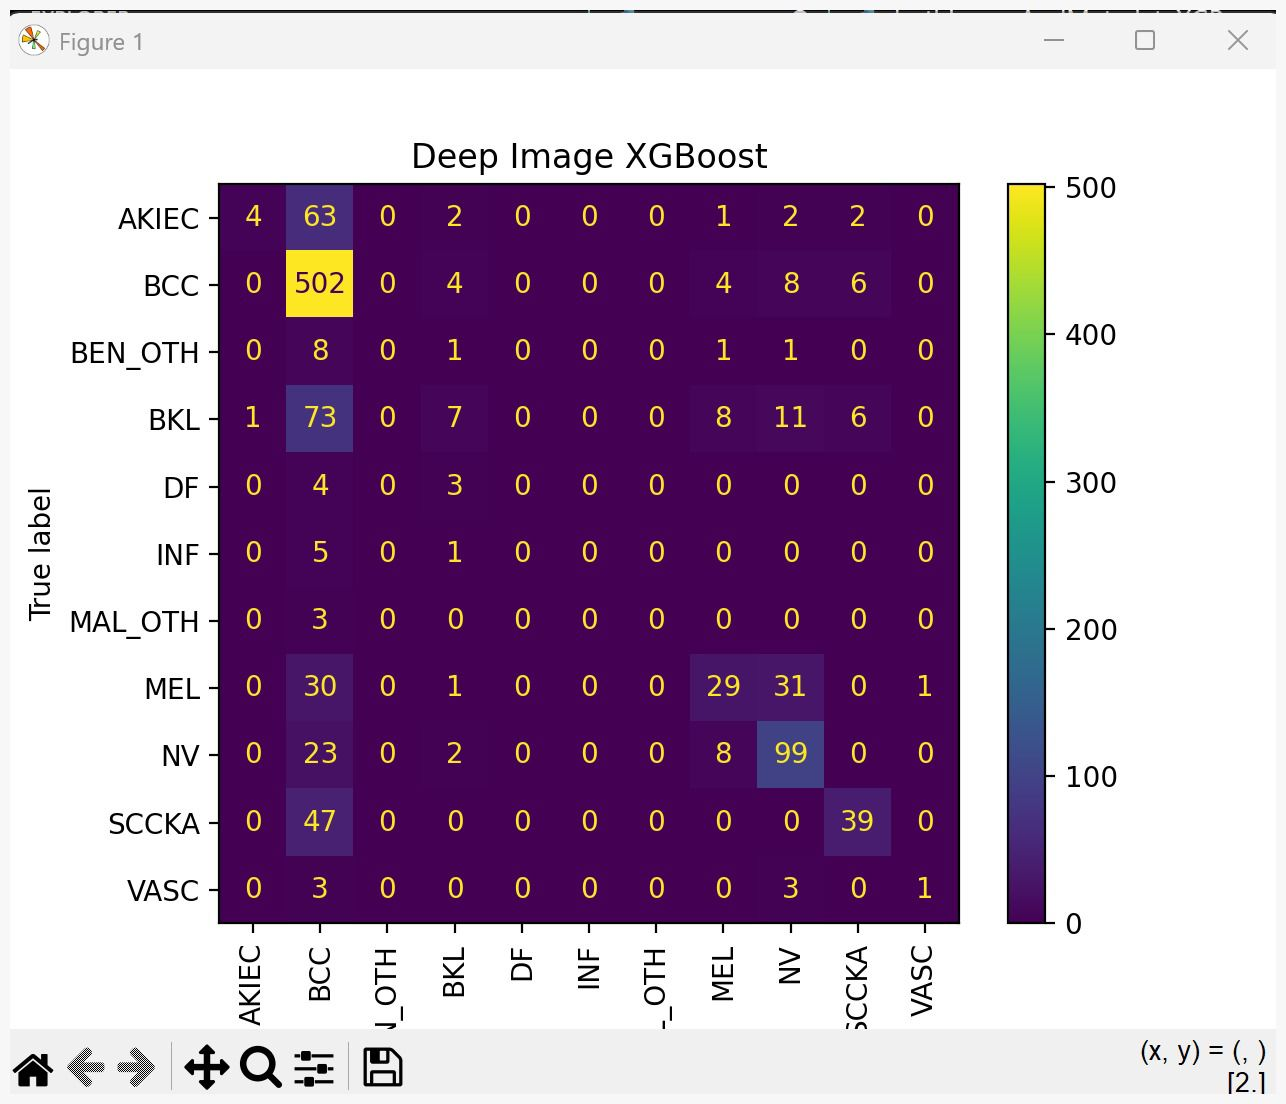 Figure 1
Deep Image XGBoost
True label
AKIEC 4 63 0 2 0 0 0 1 2 2 0
BCC 0 502 0 4 0 0 0 4 8 6 0
BEN_OTH 0 8 0 1 0 0 0 1 1 0 0
BKL 1 73 0 7 0 0 0 8 11 6 0
DF 0 4 0 3 0 0 0 0 0 0 0
INF 0 5 0 1 0 0 0 0 0 0 0
MAL_OTH 0 3 0 0 0 0 0 0 0 0 0
MEL 0 30 0 1 0 0 0 29 31 0 1
NV 0 23 0 2 0 0 0 8 99 0 0
SCCKA 0 47 0 0 0 0 0 0 0 39 0
VASC 0 3 0 0 0 0 0 0 3 0 1
AKIEC BCC N_OTH BKL DF INF L_OTH MEL NV SCCKA VASC
500
400
300
200
100
0
(x, y) = (, )
[2.]